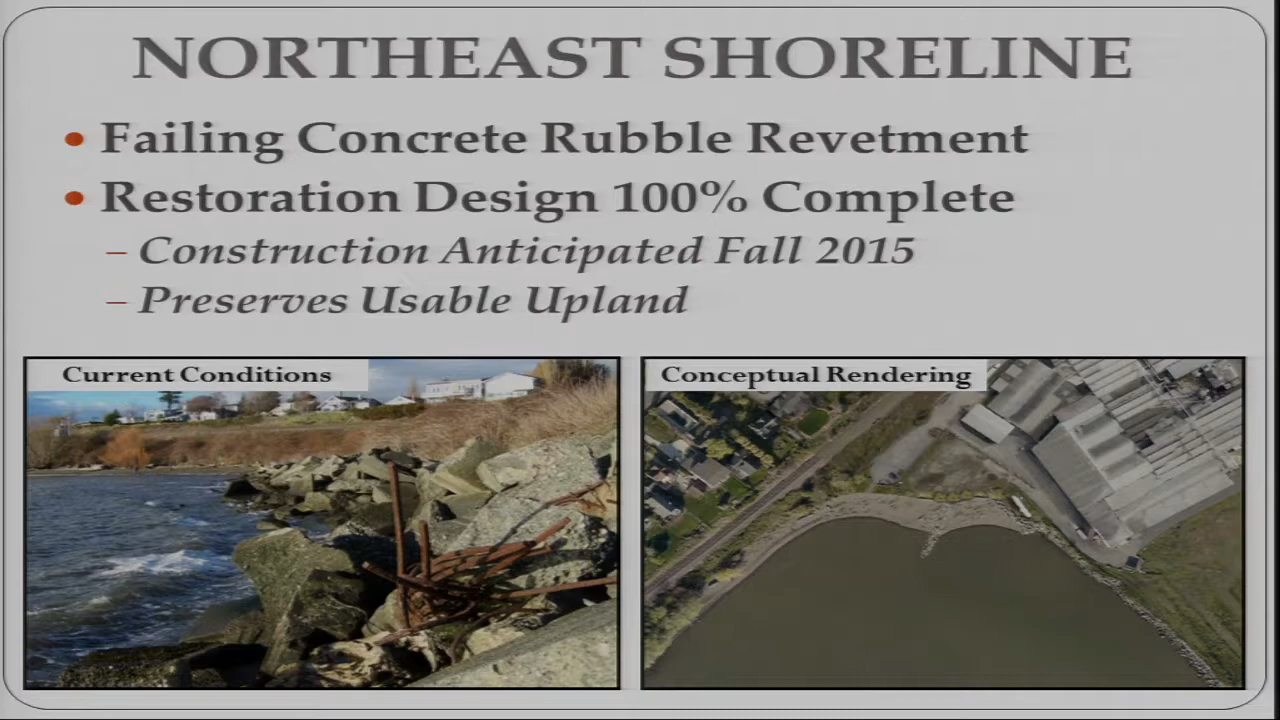 NORTHEAST SHORELINE
• Failing Concrete Rubble Revetment
• Restoration Design 100% Complete
– Construction Anticipated Fall 2015
– Preserves Usable Upland
Current Conditions
Conceptual Rendering